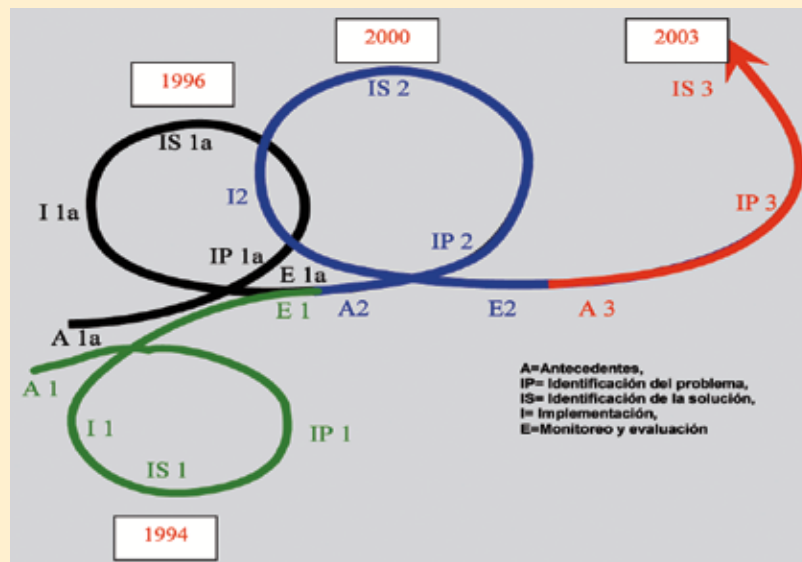 2000
2003
1996
IS 2
IS 3
IS 1a
I2
IP 3
I 1a
IP 2
IP 1a
E 1a
E 1
A2
E2
A 3
A 1a
A 1
I 1
IP 1
IS 1
A=Antecedentes,
IP= Identificación del problema,
IS= Identificación de la solución,
I= Implementación,
E=Monitoreo y evaluación
1994